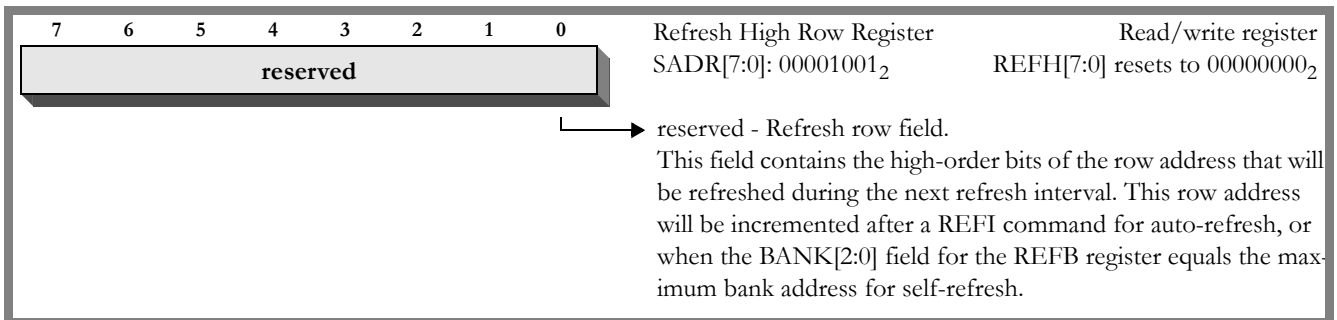 7 6 5 4 3 2 1 0
reserved
Refresh High Row Register Read/write register
SADR[7:0]: 00001001₂ REFH[7:0] resets to 00000000₂
reserved - Refresh row field.
This field contains the high-order bits of the row address that will
be refreshed during the next refresh interval. This row address
will be incremented after a REFI command for auto-refresh, or
when the BANK[2:0] field for the REFB register equals the max-
imum bank address for self-refresh.